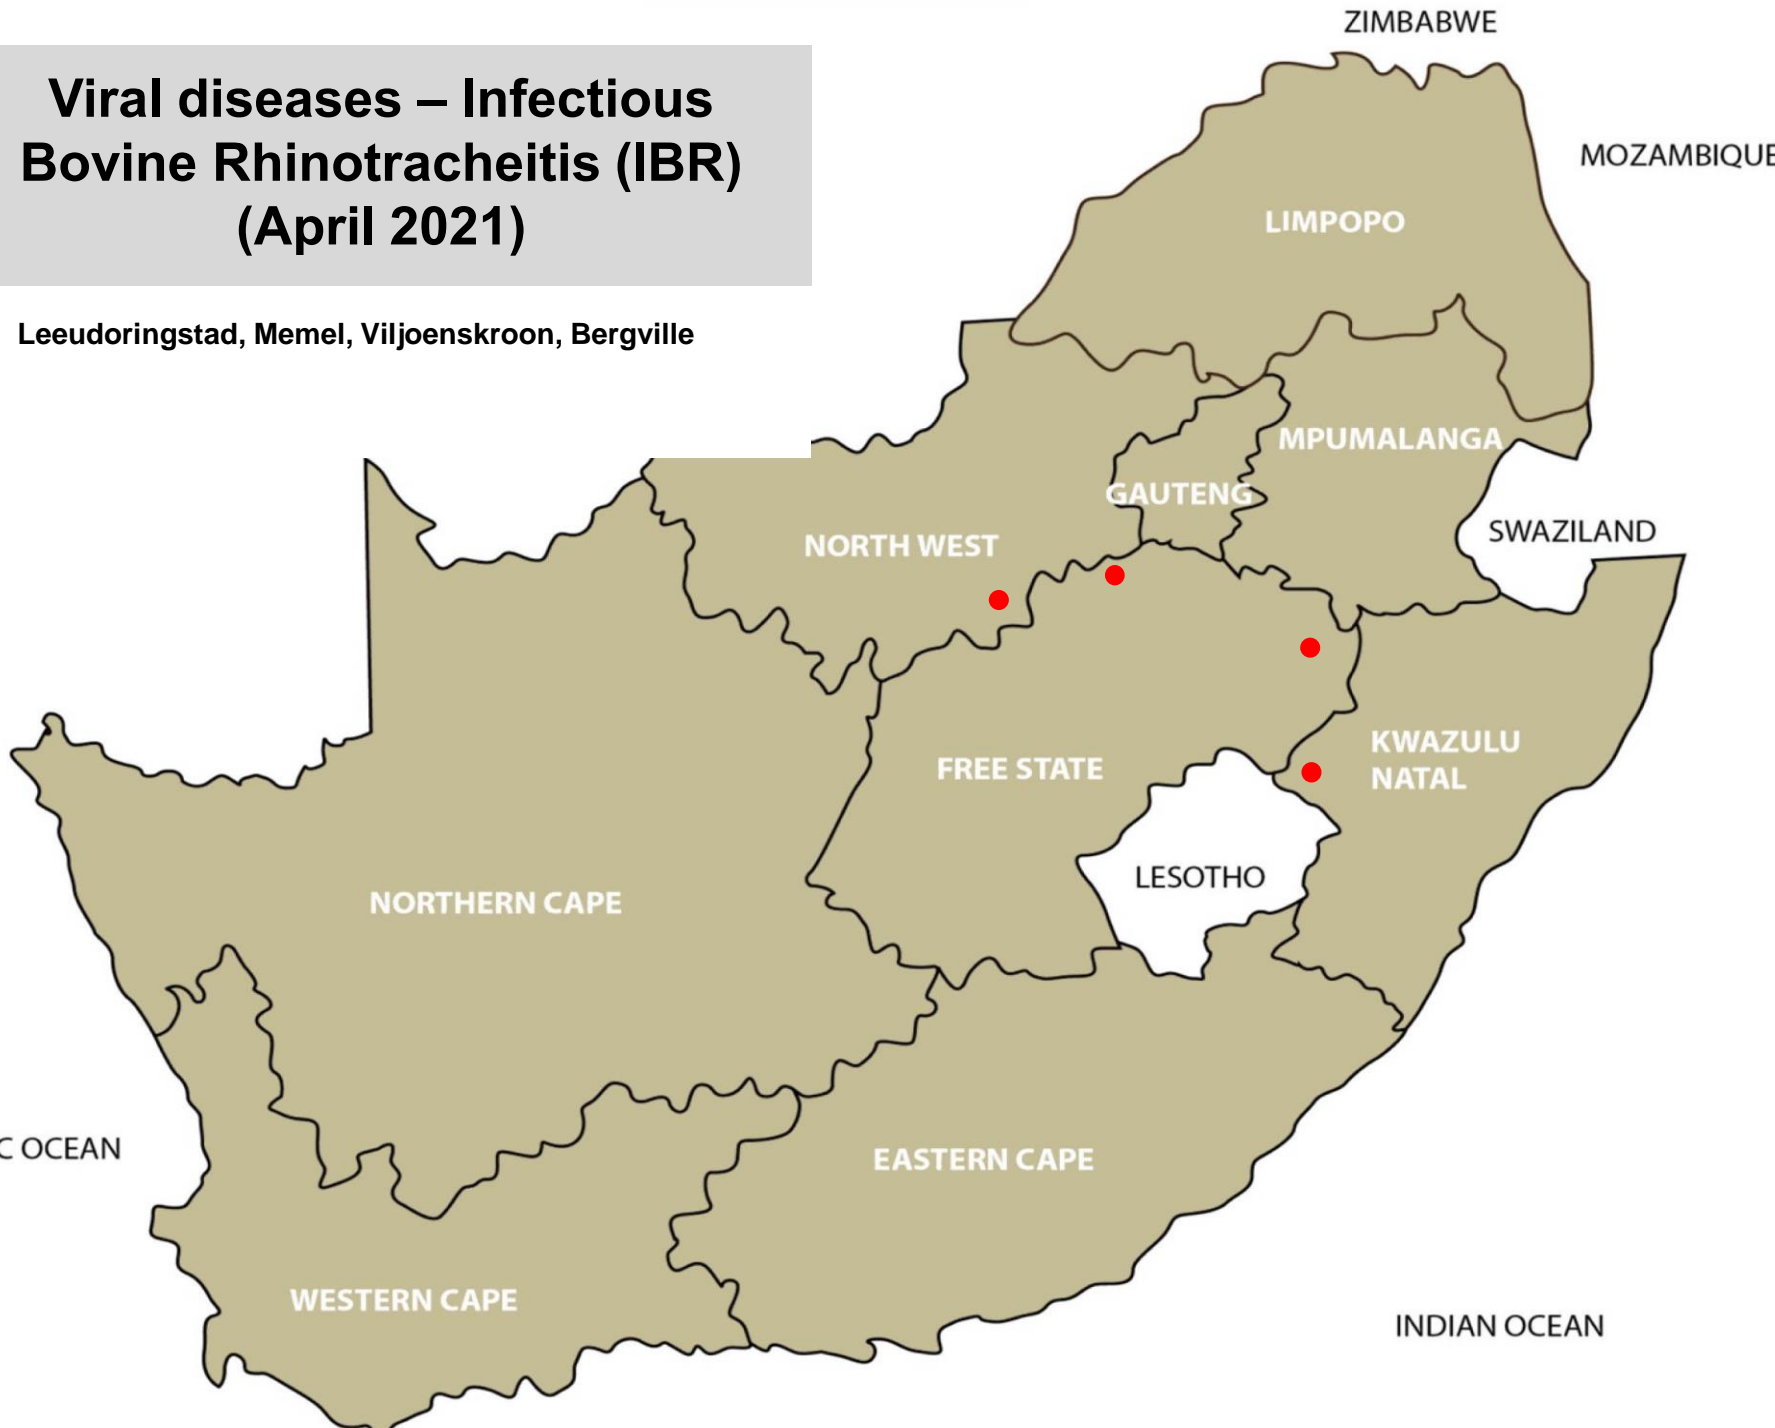 ZIMBABWE
Viral diseases – Infectious
Bovine Rhinotracheitis (IBR)
(April 2021)
MOZAMBIQUE
LIMPOPO
Leeudoringstad, Memel, Viljoenskroon, Bergville
MPUMALANGA
GAUTENG
SWAZILAND
NORTH WEST
KWAZULU
NATAL
FREE STATE
LESOTHO
NORTHERN CAPE
C OCEAN
EASTERN CAPE
WESTERN CAPE
INDIAN OCEAN